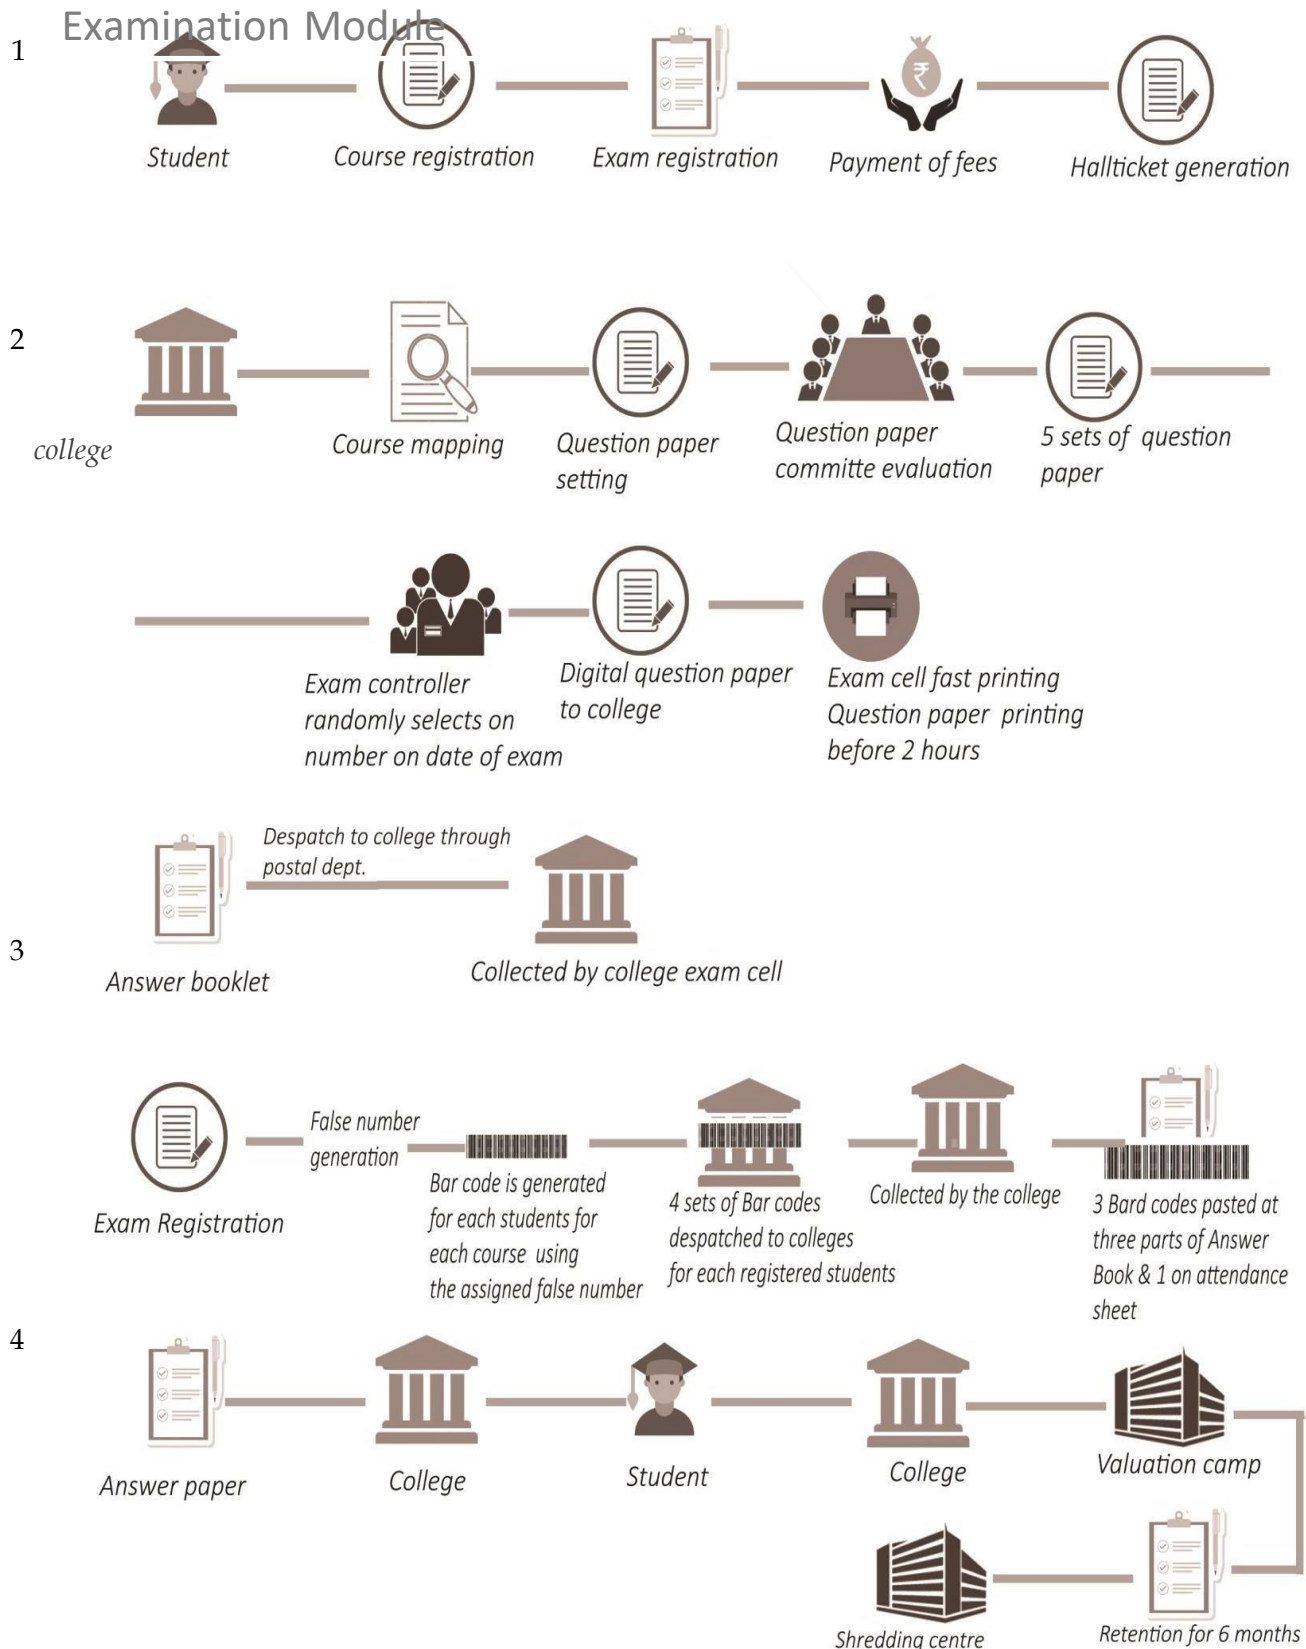 Examination Module
1
Student
Course registration
Exam registration
₹
Payment of fees
Hallticket generation
2
college
Course mapping
Question paper
setting
Question paper
committe evaluation
5 sets of question
paper
Exam controller
randomly selects on
number on date of exam
Digital question paper
to college
Exam cell fast printing
Question paper printing
before 2 hours
3
Answer booklet
Despatch to college through
postal dept.
Collected by college exam cell
Exam Registration
False number
generation
Bar code is generated
for each students for
each course using
the assigned false number
4 sets of Bar codes
despatched to colleges
for each registered students
Collected by the college
3 Bard codes pasted at
three parts of Answer
Book & 1 on attendance
sheet
4
Answer paper
College
Student
College
Valuation camp
Retention for 6 months
Shredding centre